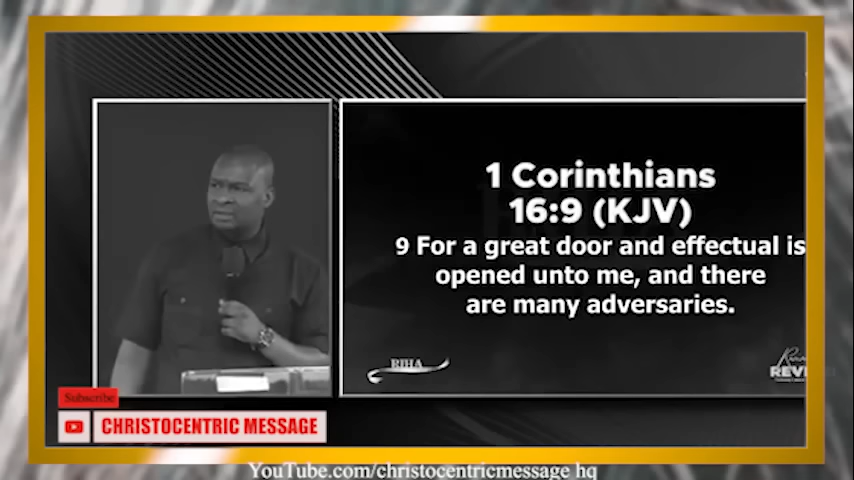 1 Corinthians
16:9 (KJV)
9 For a great door and effectual is
opened unto me, and there
are many adversaries.
RIHA
Subscribe
CHRISTOCENTRIC MESSAGE
YouTube.com/christocentricmessage hq